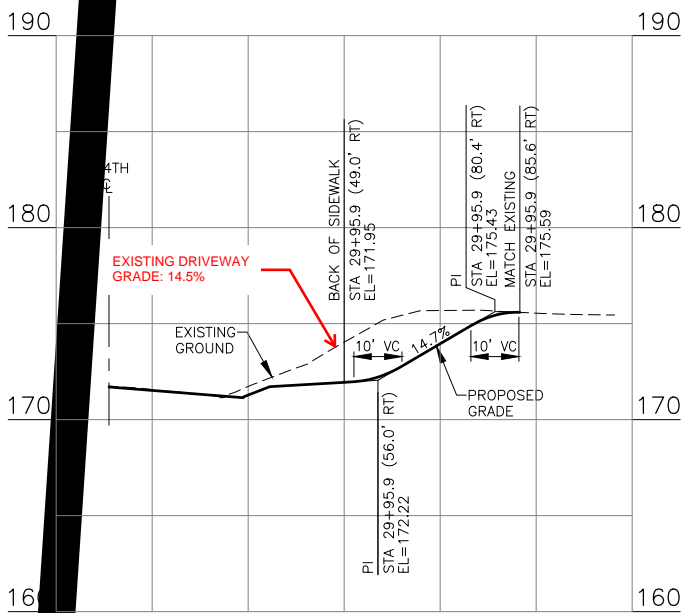 190
190
4TH
℄
180
180
BACK OF SIDEWALK
STA 29+95.9 (49.0' RT)
EL=171.95
PI
STA 29+95.9 (80.4' RT)
EL=175.43
MATCH EXISTING
STA 29+95.9 (85.6' RT)
EL=175.59
EXISTING DRIVEWAY
GRADE: 14.5%
EXISTING
GROUND
10' VC
14.7%
10' VC
PROPOSED
GRADE
170
170
PI
STA 29+95.9 (56.0' RT)
EL=172.22
160
160